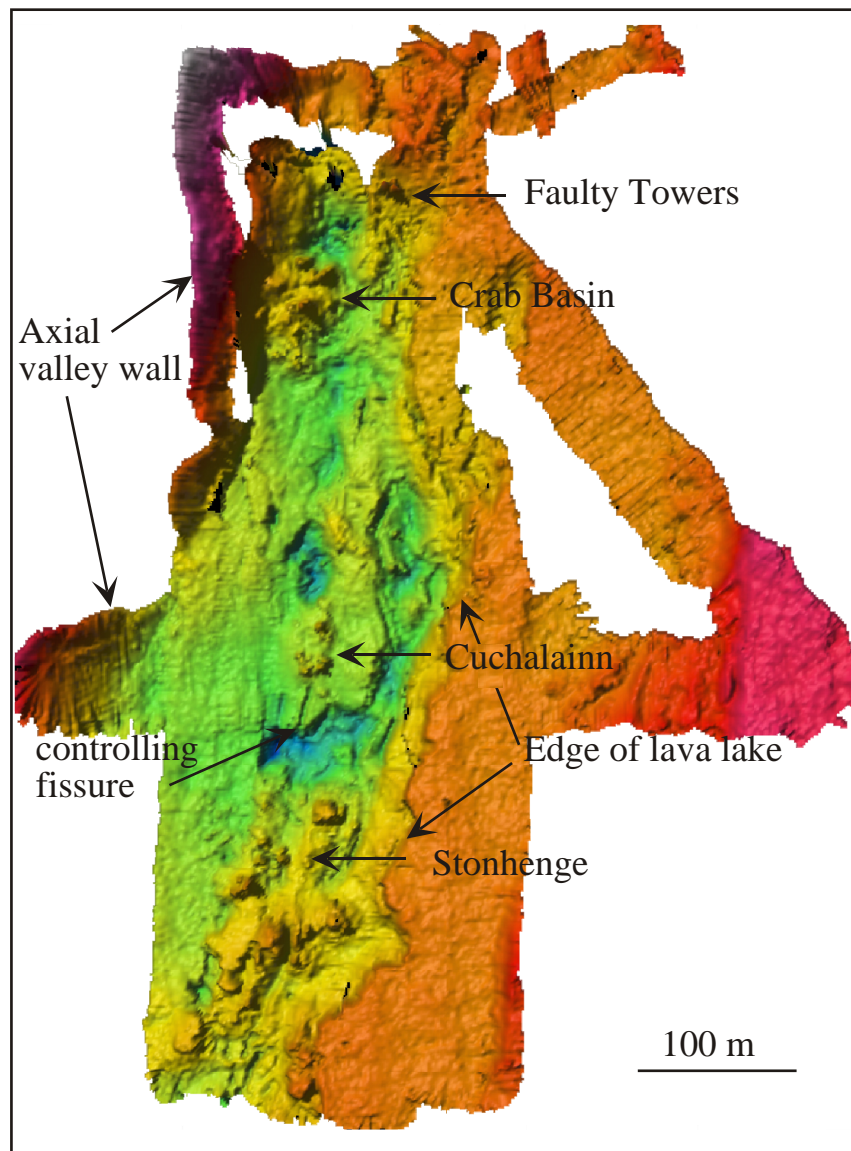 Faulty Towers
Crab Basin
Axial
valley wall
Cuchalainn
controlling
fissure
Edge of lava lake
Stonhenge
100 m